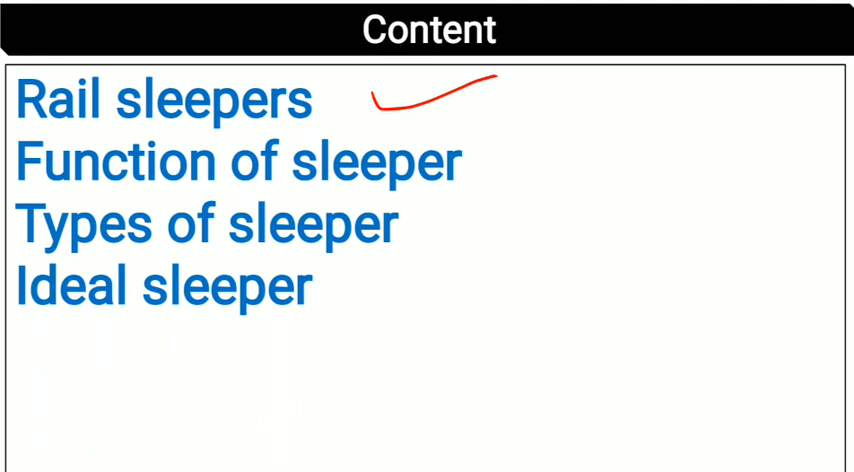 Content
Rail sleepers
Function of sleeper
Types of sleeper
Ideal sleeper